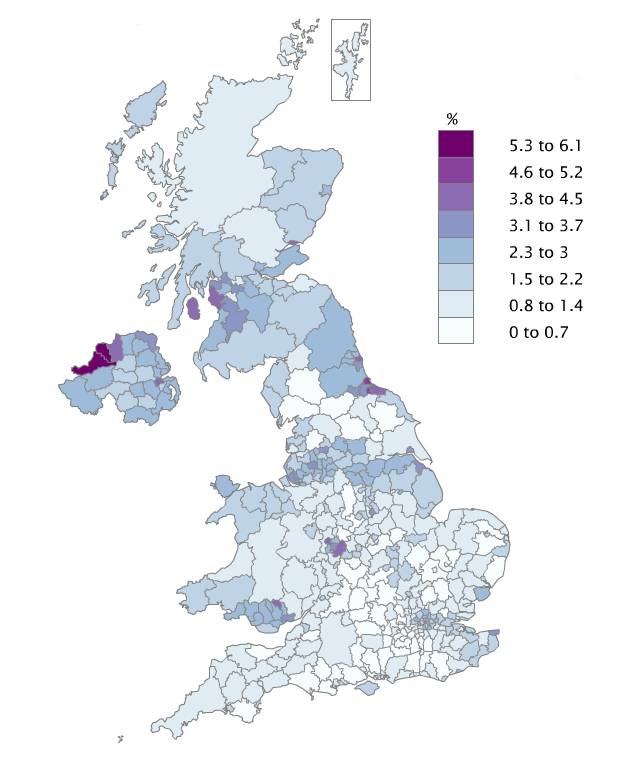 %
5.3 to 6.1
4.6 to 5.2
3.8 to 4.5
3.1 to 3.7
2.3 to 3
1.5 to 2.2
0.8 to 1.4
0 to 0.7